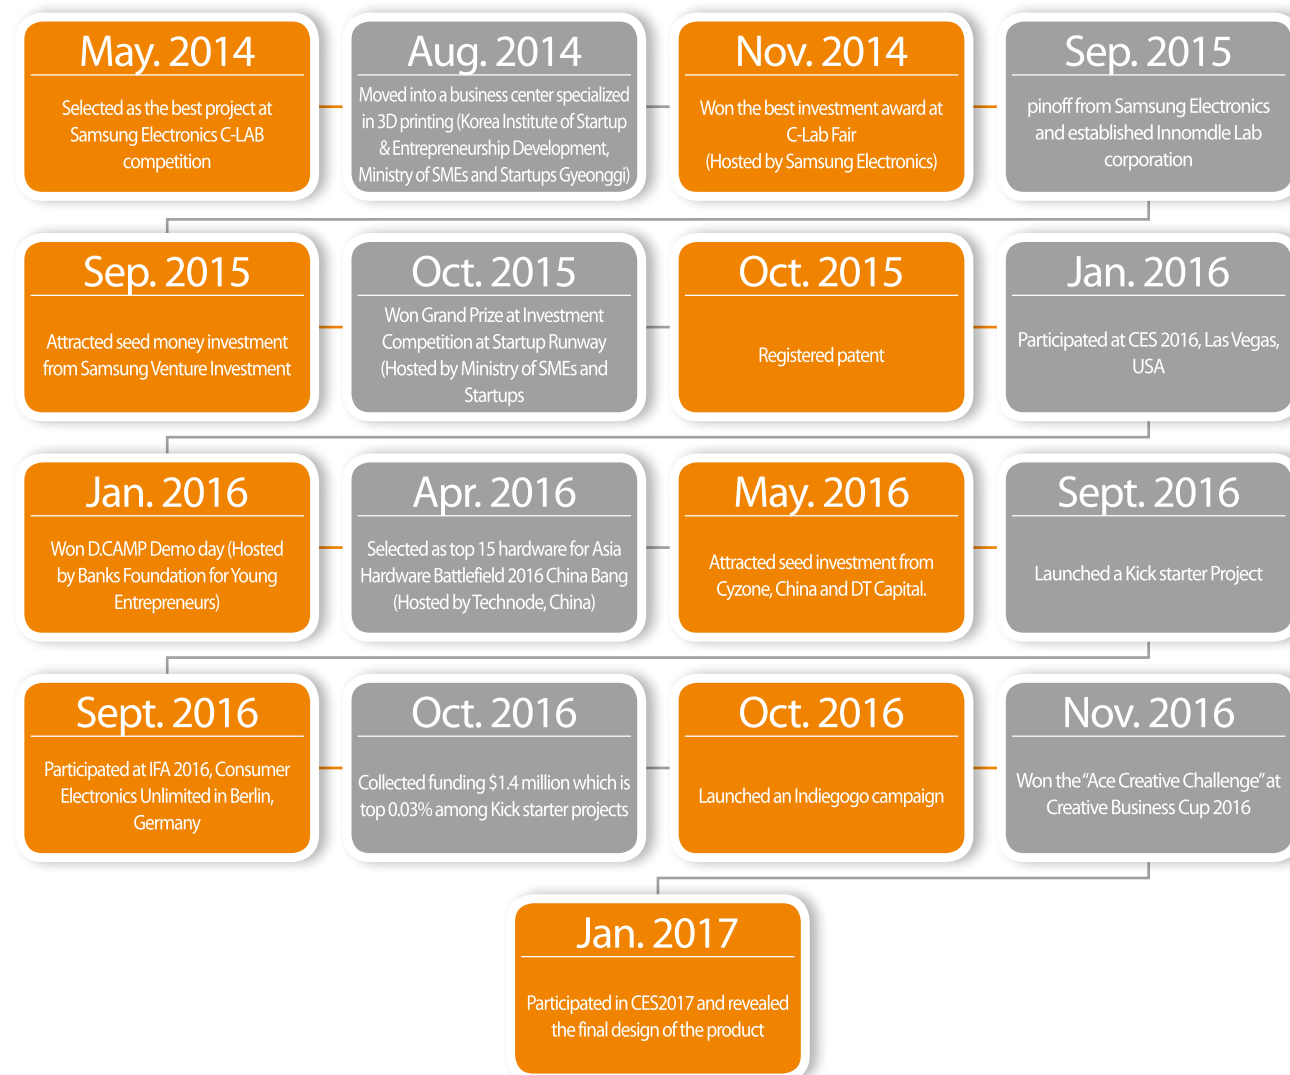 May. 2014
Selected as the best project at
Samsung Electronics C-LAB
competition
Aug. 2014
Moved into a business center specialized
in 3D printing (Korea Institute of Startup
& Entrepreneurship Development,
Ministry of SMEs and Startups Gyeonggi)
Nov. 2014
Won the best investment award at
C-Lab Fair
(Hosted by Samsung Electronics)
Sep. 2015
pinoff from Samsung Electronics
and established Innomdle Lab
corporation
Sep. 2015
Attracted seed money investment
from Samsung Venture Investment
Oct. 2015
Won Grand Prize at Investment
Competition at Startup Runway
(Hosted by Ministry of SMEs and
Startups
Oct. 2015
Registered patent
Jan. 2016
Participated at CES 2016, Las Vegas,
USA
Jan. 2016
Won D.CAMP Demo day (Hosted
by Banks Foundation for Young
Entrepreneurs)
Apr. 2016
Selected as top 15 hardware for Asia
Hardware Battlefield 2016 China Bang
(Hosted by Technode, China)
May. 2016
Attracted seed investment from
Cyzone, China and DT Capital.
Sept. 2016
Launched a Kick starter Project
Sept. 2016
Participated at IFA 2016, Consumer
Electronics Unlimited in Berlin,
Germany
Oct. 2016
Collected funding $1.4 million which is
top 0.03% among Kick starter projects
Oct. 2016
Launched an Indiegogo campaign
Nov. 2016
Won the “Ace Creative Challenge” at
Creative Business Cup 2016
Jan. 2017
Participated in CES2017 and revealed
the final design of the product